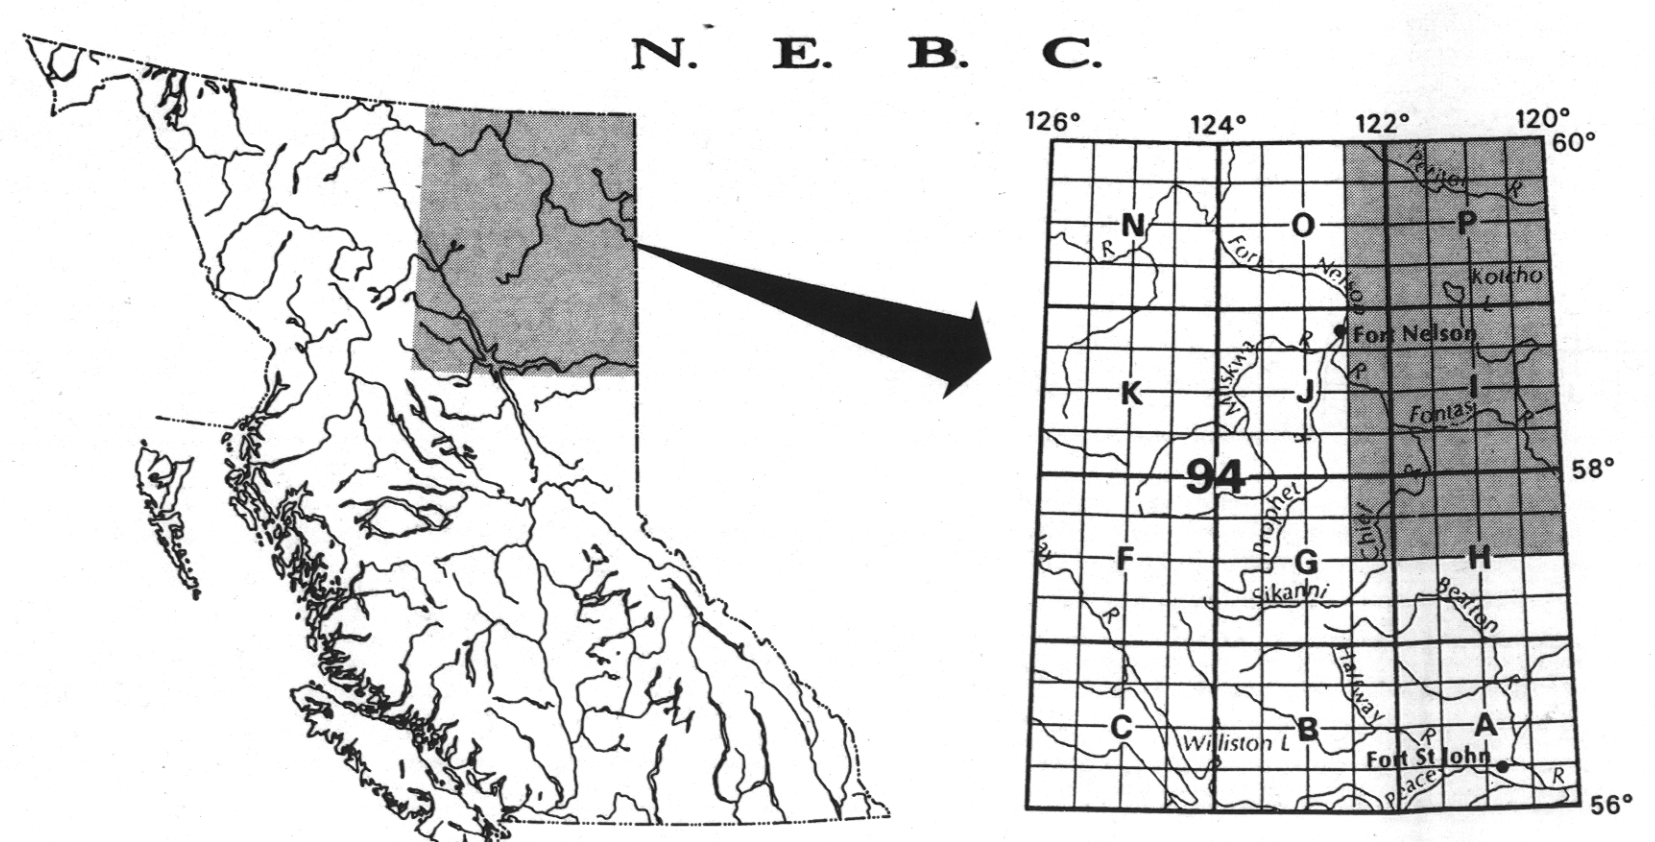 N. E. B. C.
126° 124° 122° 120°
60°
Petitot R
N O P
R
Fort Nelson
Kotcho L
Fort Nelson
R
Muskwa
R
K J I
Fontas
R
R
94
58°
Prophet
Chief
F G H
Sikanni
Beatton
R
Halfway
R
C B A
Williston L
R
Fort St John
Peace
R
56°